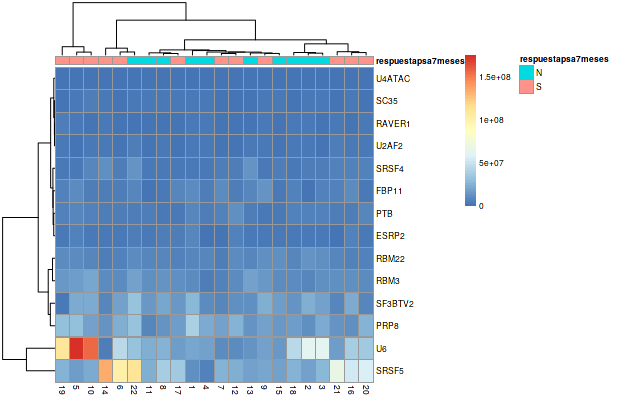 respuestapsa7meses
respuestapsa7meses
N
S
1.5e+08
1e+08
5e+07
0
U4ATAC
SC35
RAVER1
U2AF2
SRSF4
FBP11
PTB
ESRP2
RBM22
RBM3
SF3BTV2
PRP8
U6
SRSF5
19 5 10 14 6 22 11 8 17 1 4 7 12 13 9 15 18 2 3 21 16 20